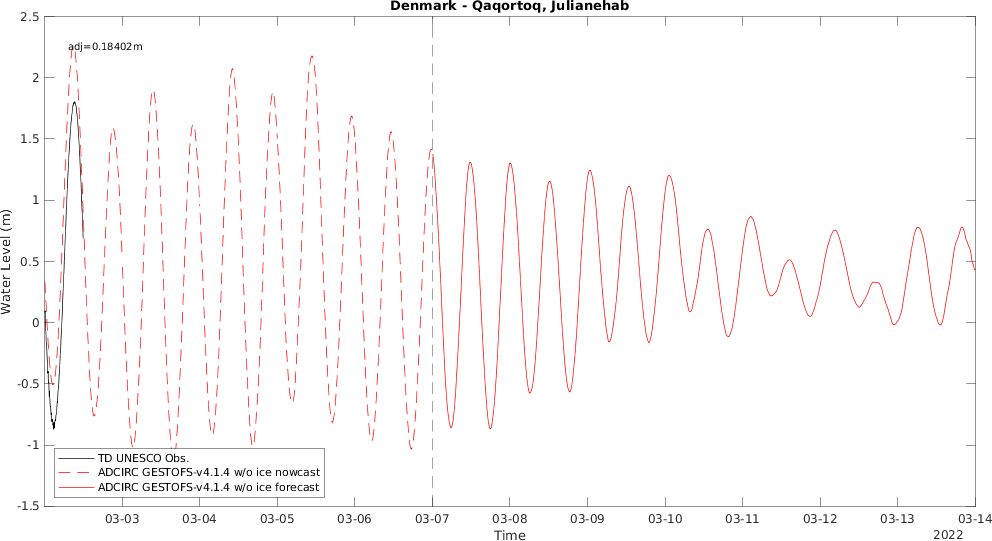 Denmark - Qaqortoq, Julianehab
adj=0.18402m
Water Level (m)
2.5
2
1.5
1
0.5
0
-0.5
-1
-1.5
TD UNESCO Obs.
ADCIRC GESTOFS-v4.1.4 w/o ice nowcast
ADCIRC GESTOFS-v4.1.4 w/o ice forecast
03-03 03-04 03-05 03-06 03-07 03-08 03-09 03-10 03-11 03-12 03-13 03-14
Time
2022